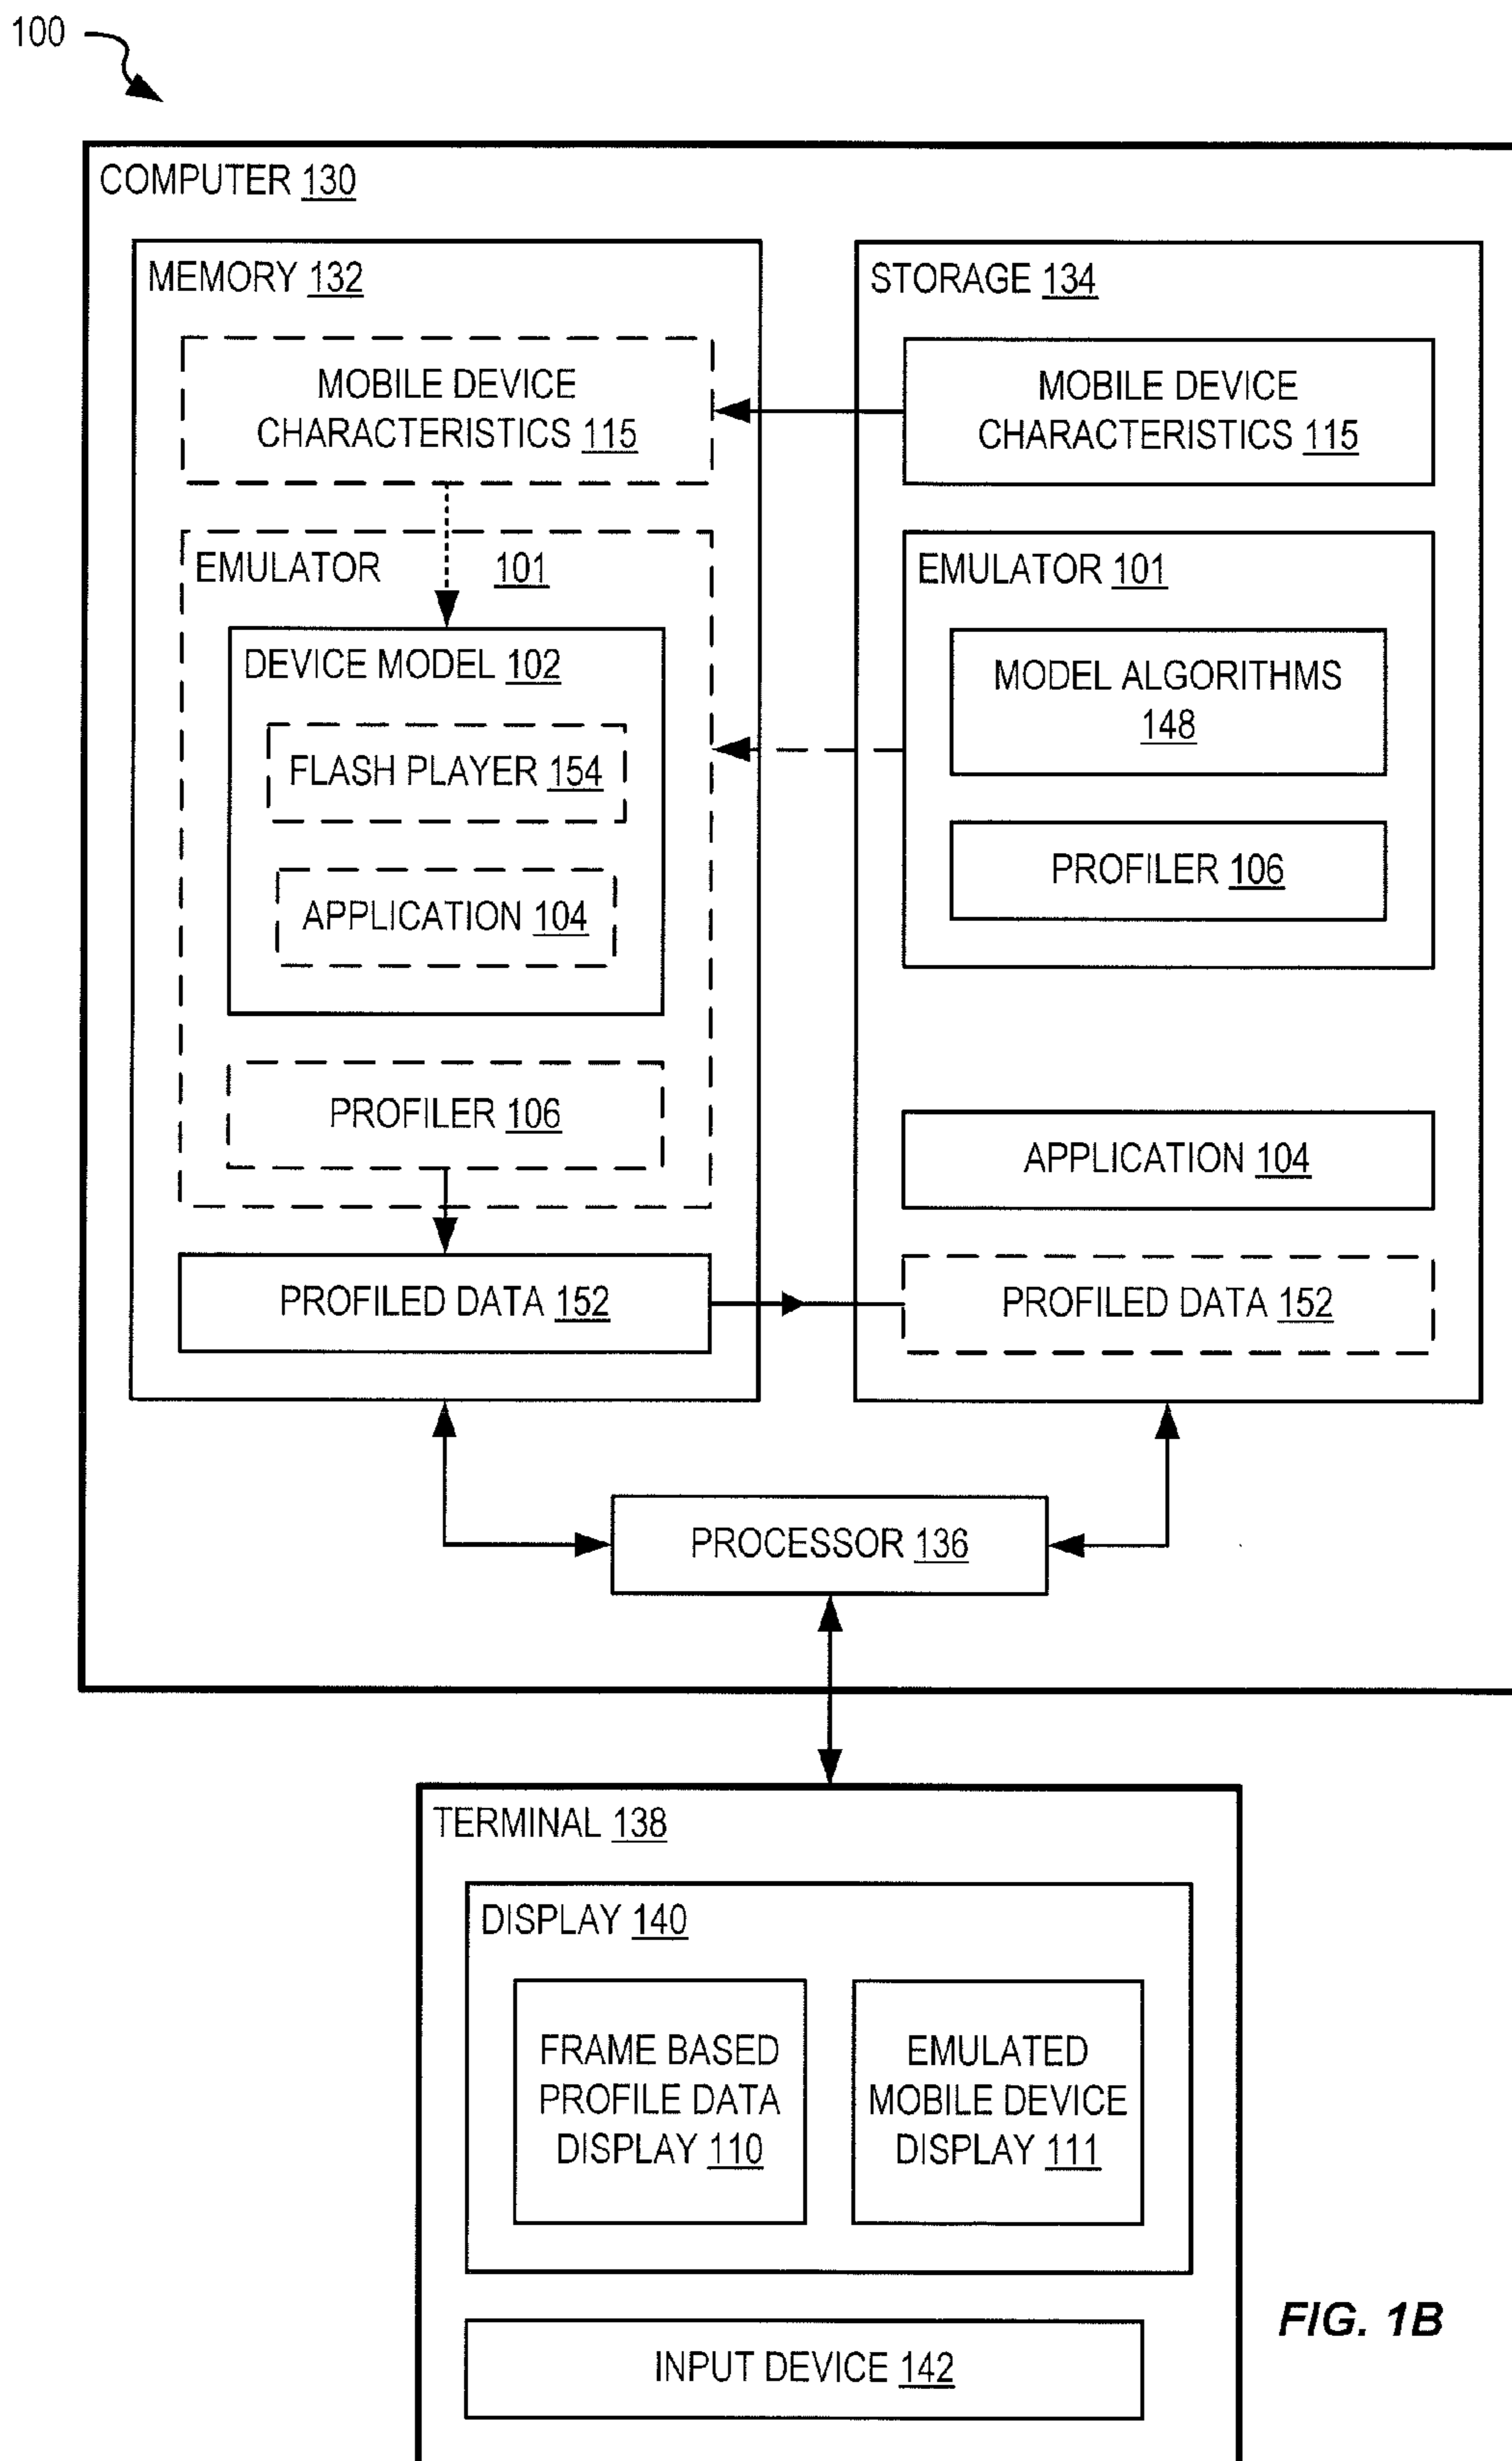 100
COMPUTER 130
MEMORY 132
MOBILE DEVICE
CHARACTERISTICS 115
EMULATOR 101
DEVICE MODEL 102
FLASH PLAYER 154
APPLICATION 104
PROFILER 106
PROFILED DATA 152
STORAGE 134
MOBILE DEVICE
CHARACTERISTICS 115
EMULATOR 101
MODEL ALGORITHMS
148
PROFILER 106
APPLICATION 104
PROFILED DATA 152
PROCESSOR 136
TERMINAL 138
DISPLAY 140
FRAME BASED
PROFILE DATA
DISPLAY 110
EMULATED
MOBILE DEVICE
DISPLAY 111
INPUT DEVICE 142
FIG. 1B